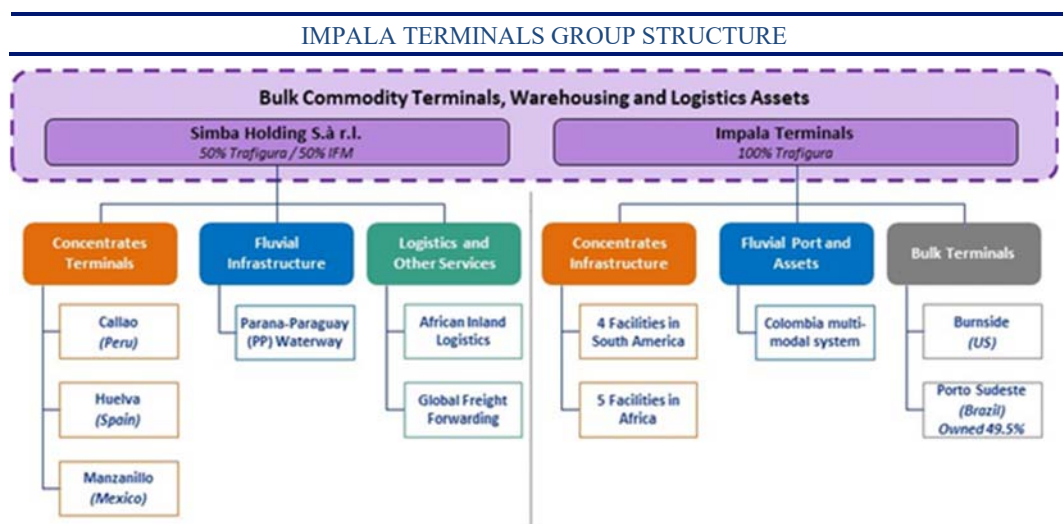 IMPALA TERMINALS GROUP STRUCTURE
Bulk Commodity Terminals, Warehousing and Logistics Assets
Simba Holding S.à r.l.
50% Trafigura / 50% IFM
Impala Terminals
100% Trafigura
Concentrates
Terminals
Fluvial
Infrastructure
Logistics and
Other Services
Concentrates
Infrastructure
Fluvial Port and
Assets
Bulk Terminals
Callao
(Peru)
Parana-Paraguay
(PP) Waterway
African Inland
Logistics
4 Facilities in
South America
Colombia multi-
modal system
Burnside
(US)
Huelva
(Spain)
Global Freight
Forwarding
5 Facilities in
Africa
Porto Sudeste
(Brazil)
Owned 49.5%
Manzanillo
(Mexico)